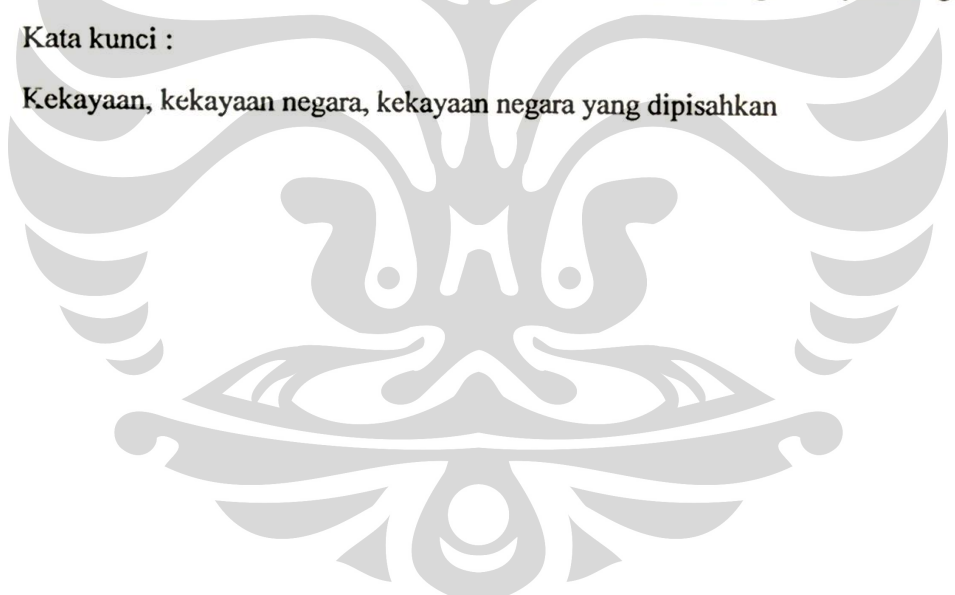 Kata kunci :
Kekayaan, kekayaan negara, kekayaan negara yang dipisahkan